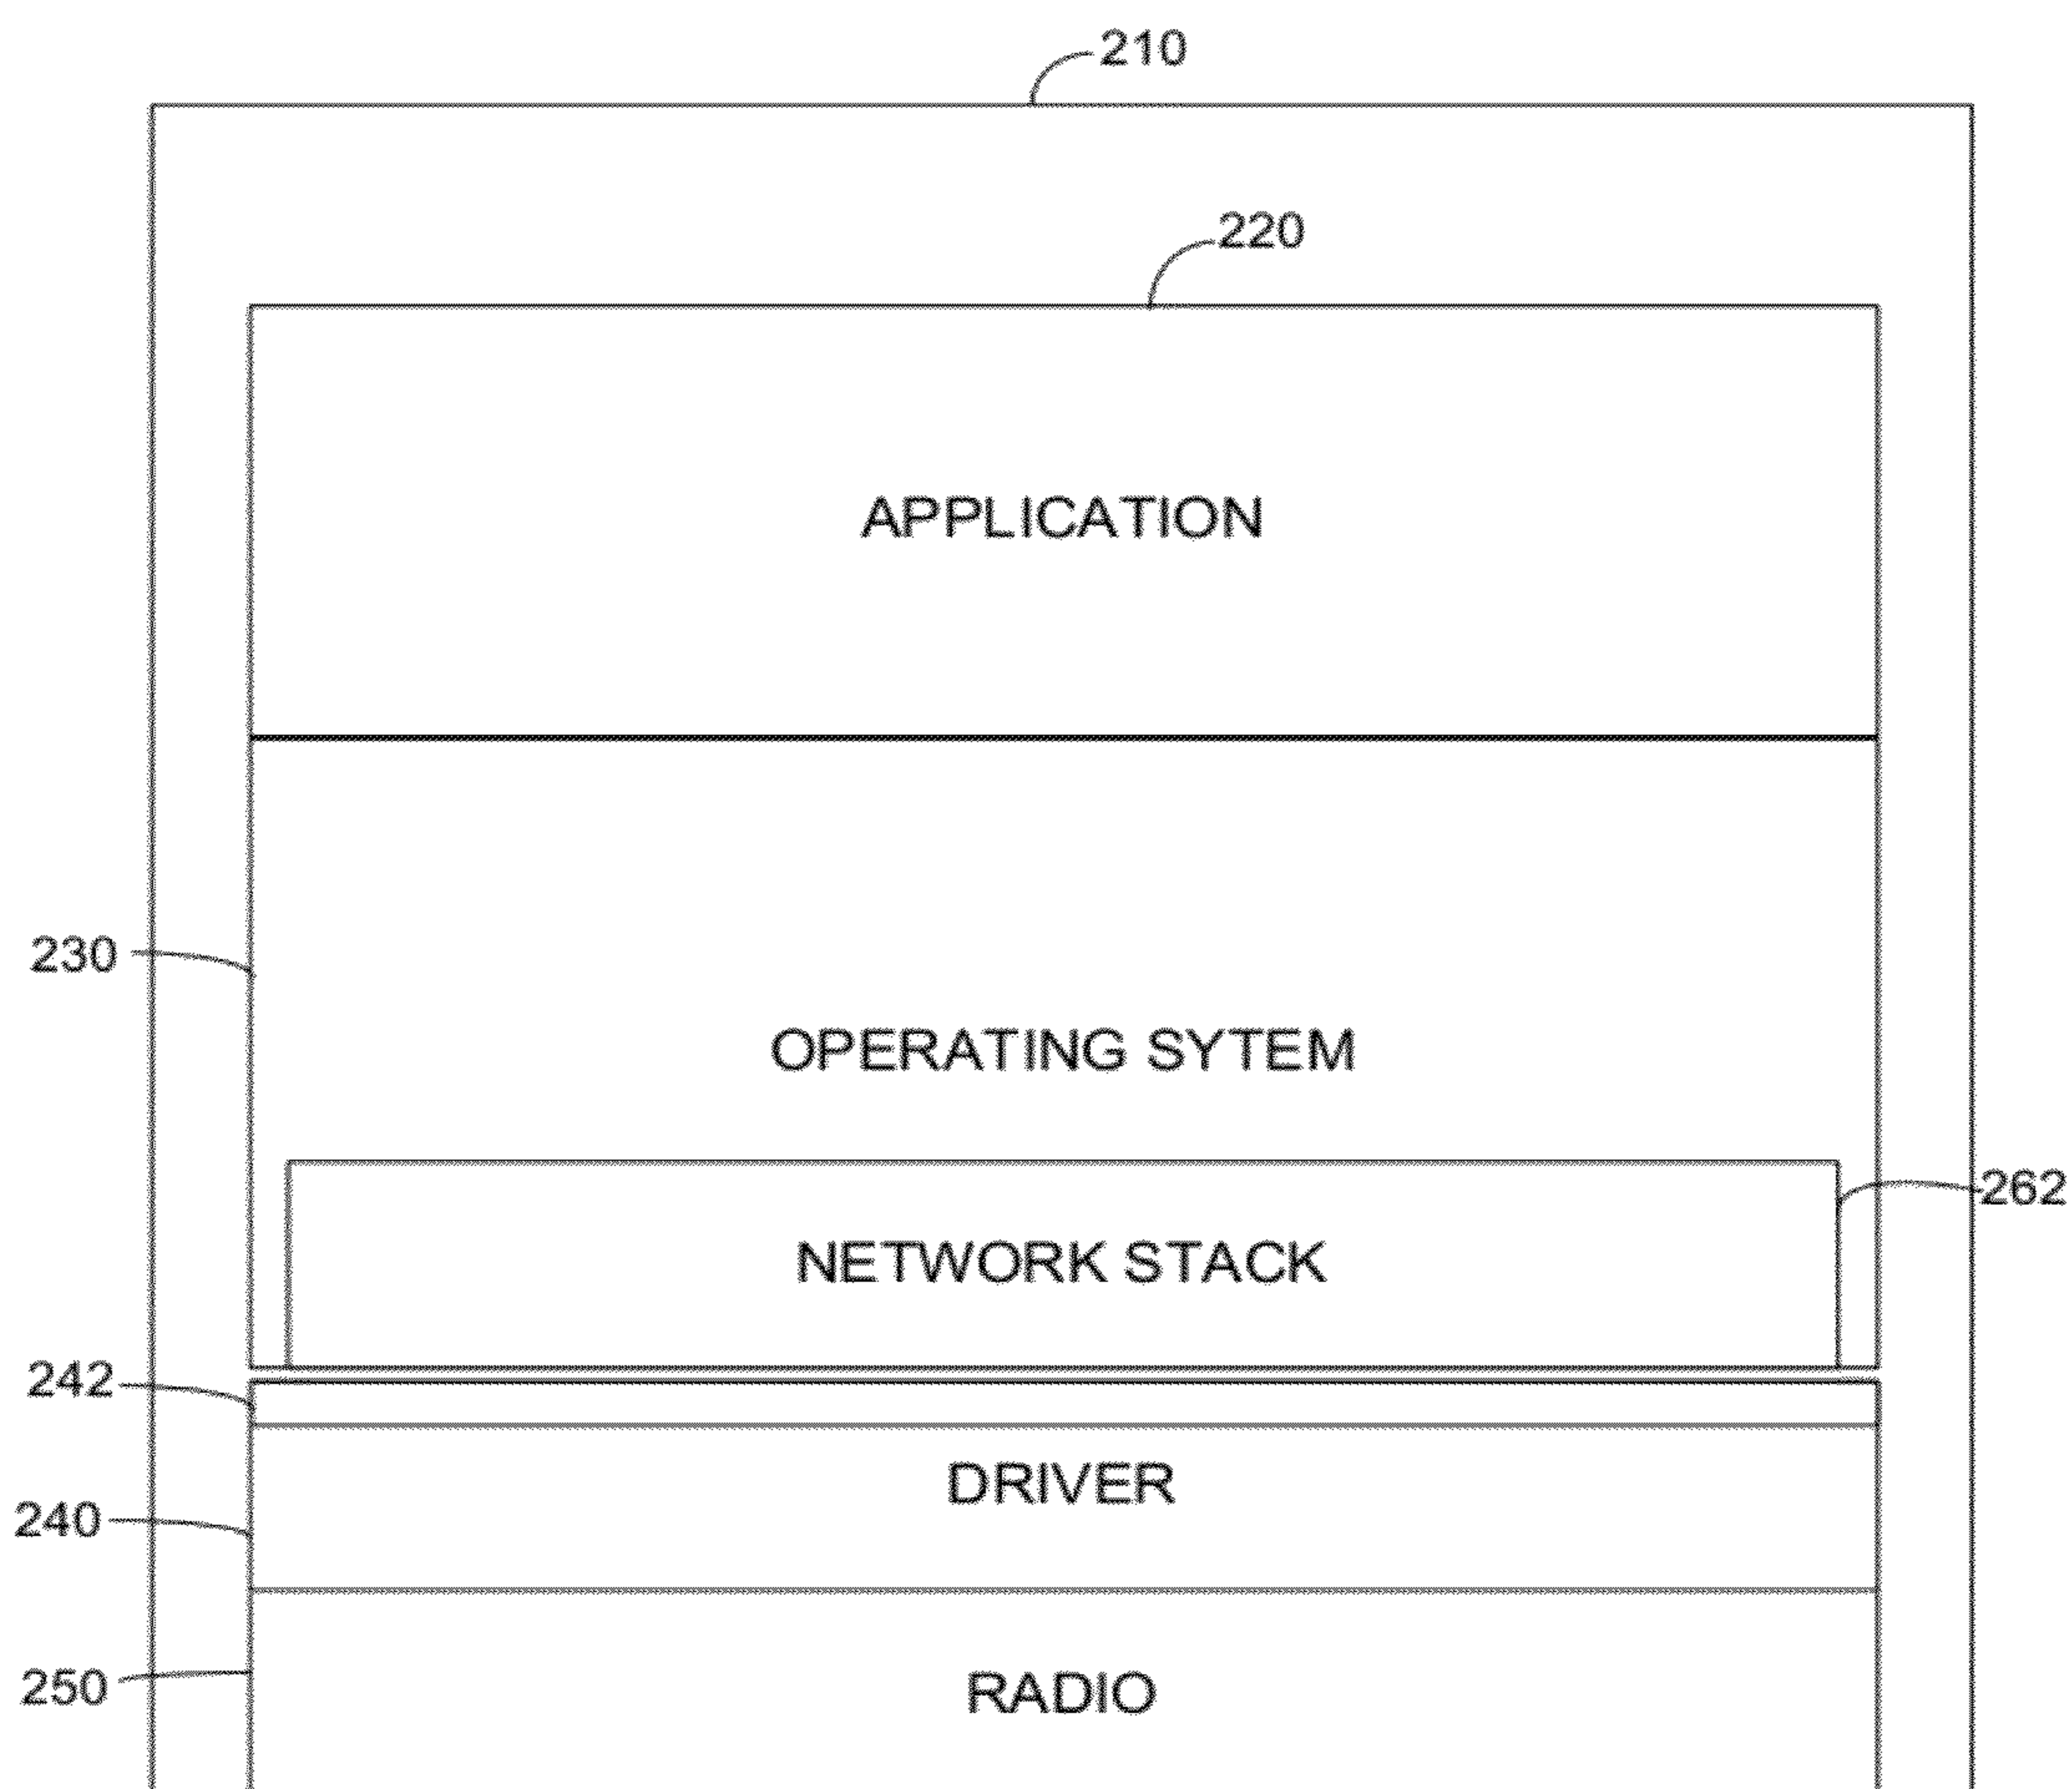 210
220
APPLICATION
230
OPERATING SYTEM
262
NETWORK STACK
242
DRIVER
240
250
RADIO